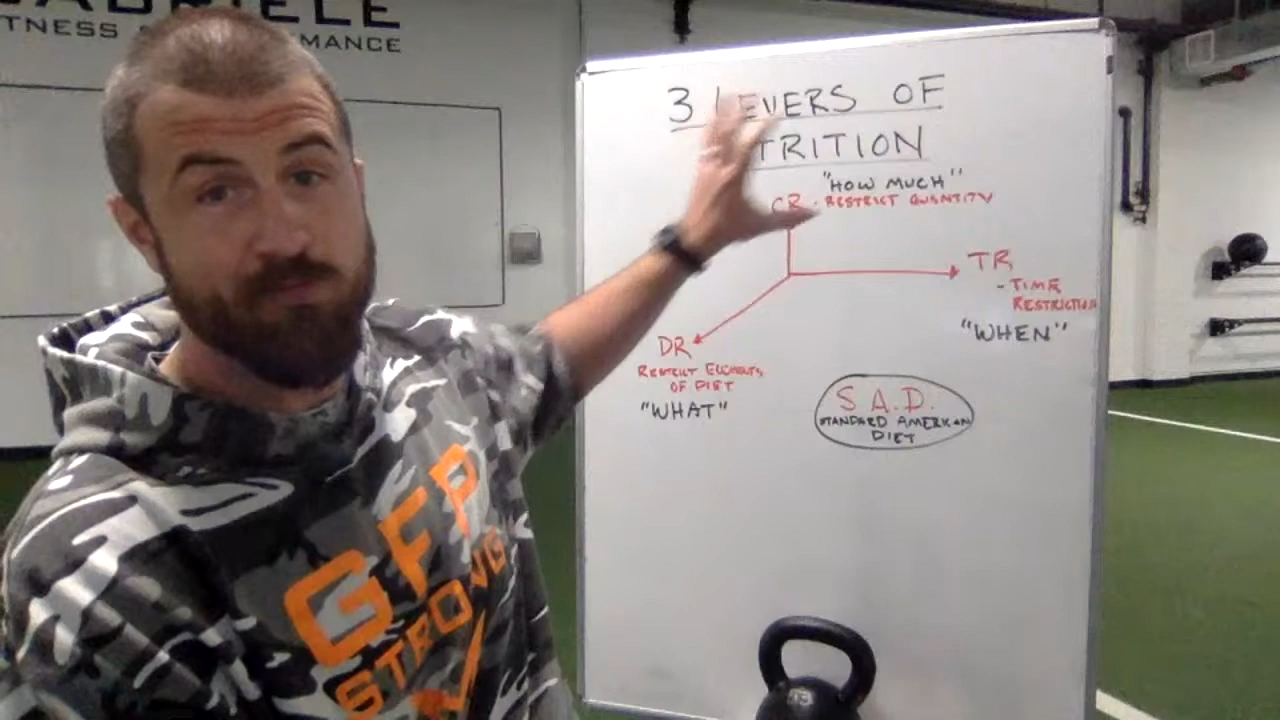 GABRIELE
3 LEVERS OF
TRITION
"HOW MUCH"
CR - RESTRICT QUANTITY
TR
- TIME
RESTRICTION
"WHEN"
DR
RESTRICT ELEMENTS
OF DIET
"WHAT"
S.A.D.
STANDARD AMERICAN
DIET
GFP
STRONG